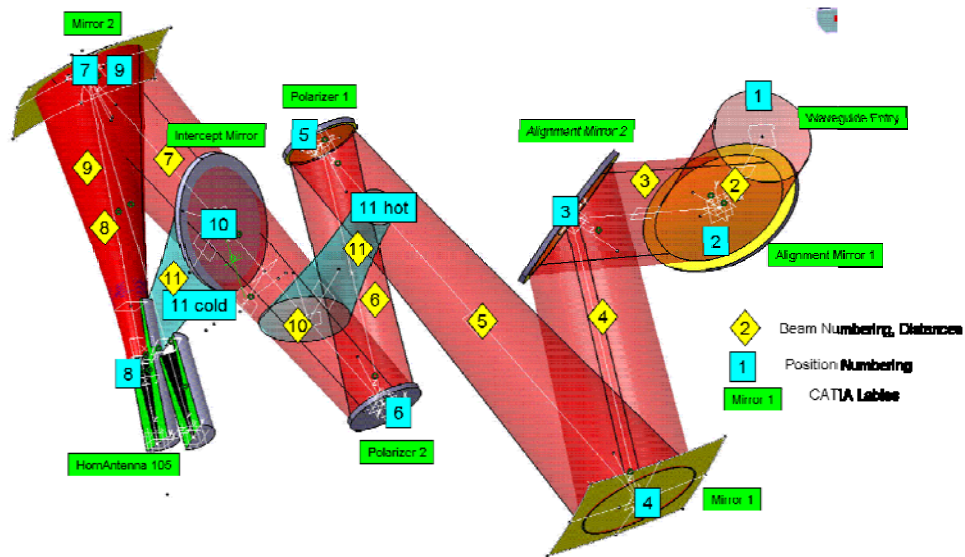 Mirror 2
7
9
1
Polarizer 1
Waveguide Entry
5
Alignment Mirror 2
Intercept Mirror
7
9
3
2
11 hot
3
10
2
8
11
Alignment Mirror 1
11
11 cold
6
4
10
5
2
Beam Numbering, Distances
8
1
Position Numbering
6
Mirror 1
CATIA Lables
Polarizer 2
HornAntenna 105
4
Mirror 1